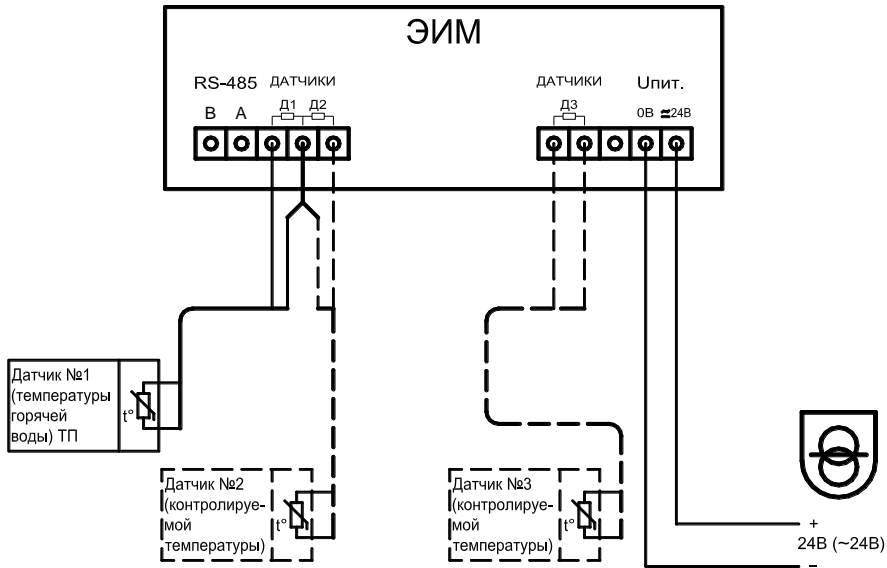 ЭИМ
RS-485 ДАТЧИКИ
B A Д1 Д2
ДАТЧИКИ Uпит.
Д3 0В ≂24В
Датчик №1
(температуры
горячей
воды) ТП
t°
Датчик №2
(контролируе-
мой
температуры)
t°
Датчик №3
(контролируе-
мой
температуры)
t°
+
24В (~24В)
–